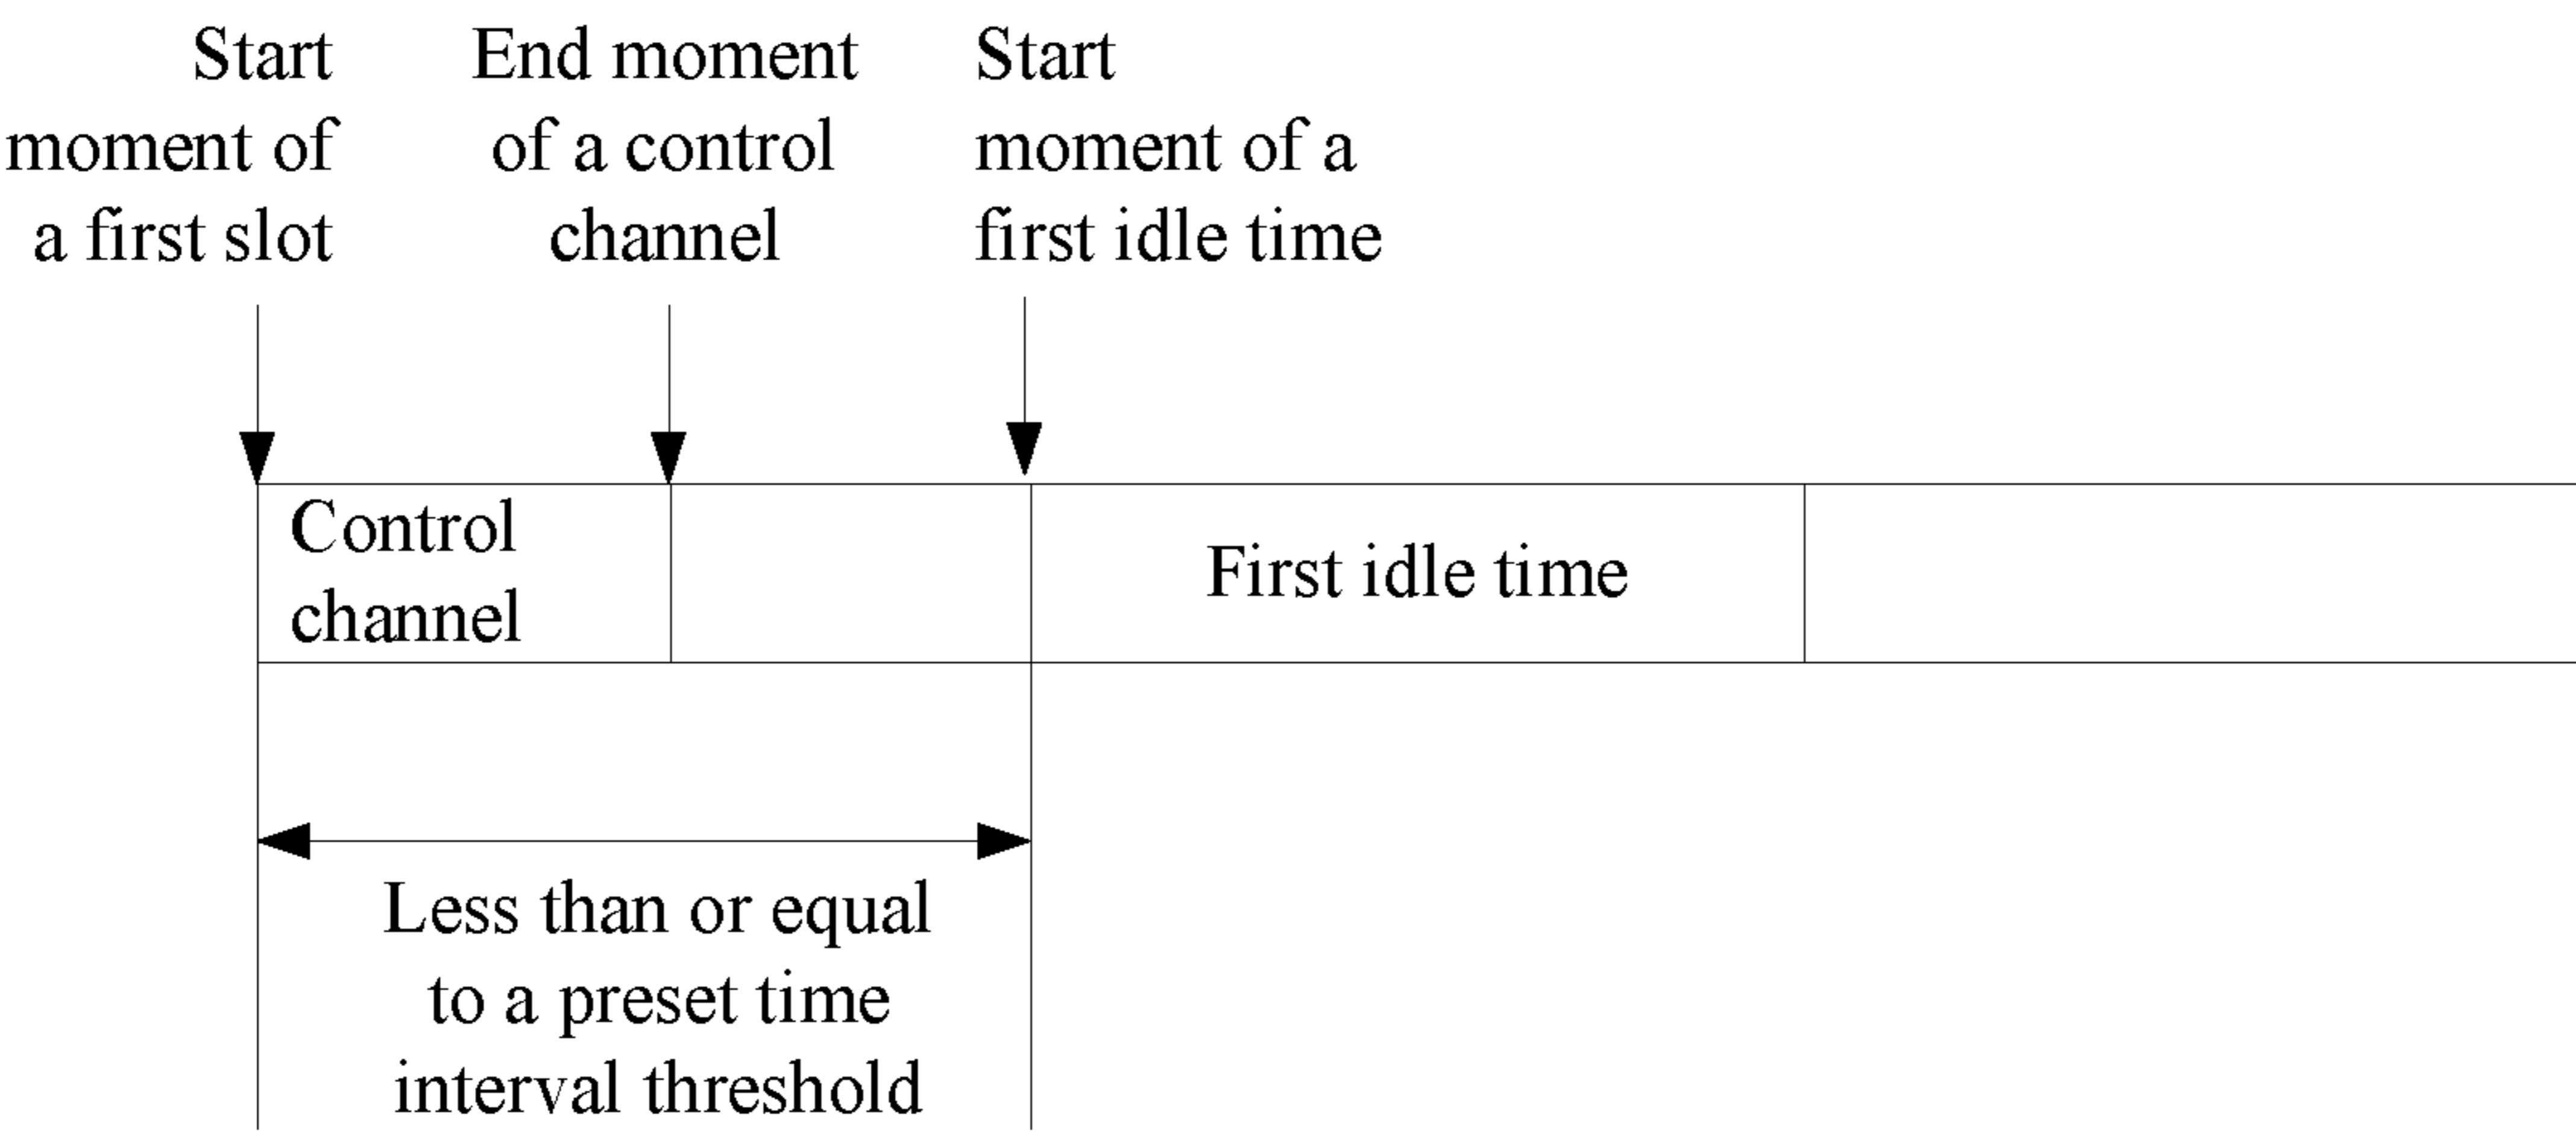 Start
moment of
a first slot
End moment
of a control
channel
Start
moment of a
first idle time
Control
channel
First idle time
Less than or equal
to a preset time
interval threshold